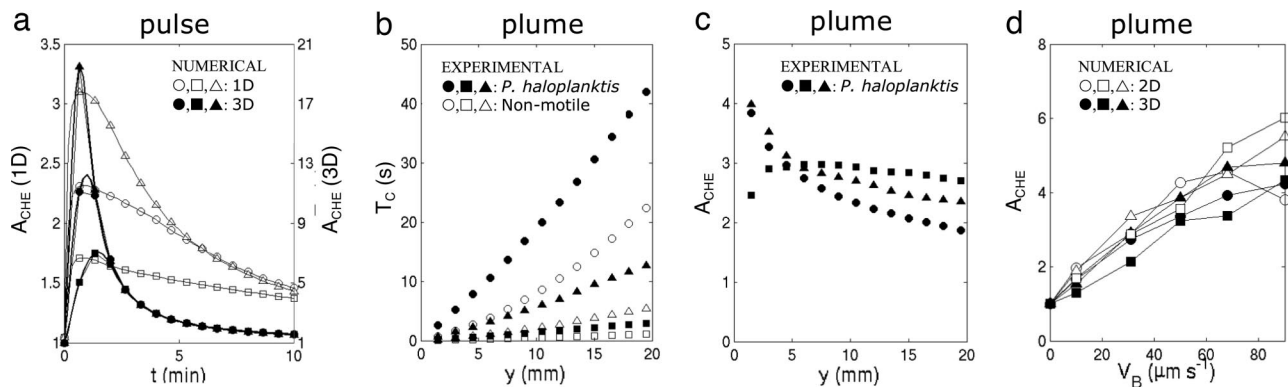 a pulse
A_CHE (1D)
3.5
3
2.5
2
1.5
1
NUMERICAL
○,□,△: 1D
●,■,▲: 3D
21
17
13
9
5
1
A_CHE (3D)
0 5 10
t (min)
b plume
T_C (s)
50
40
30
20
10
0
EXPERIMENTAL
●,■,▲: P. haloplanktis
○,□,△: Non-motile
0 5 10 15 20
y (mm)
c plume
A_CHE
5
4
3
2
1
0
EXPERIMENTAL
●,■,▲: P. haloplanktis
0 5 10 15 20
y (mm)
d plume
A_CHE
8
6
4
2
0
NUMERICAL
○,□,△: 2D
●,■,▲: 3D
0 20 40 60 80
V_B (μm s⁻¹)